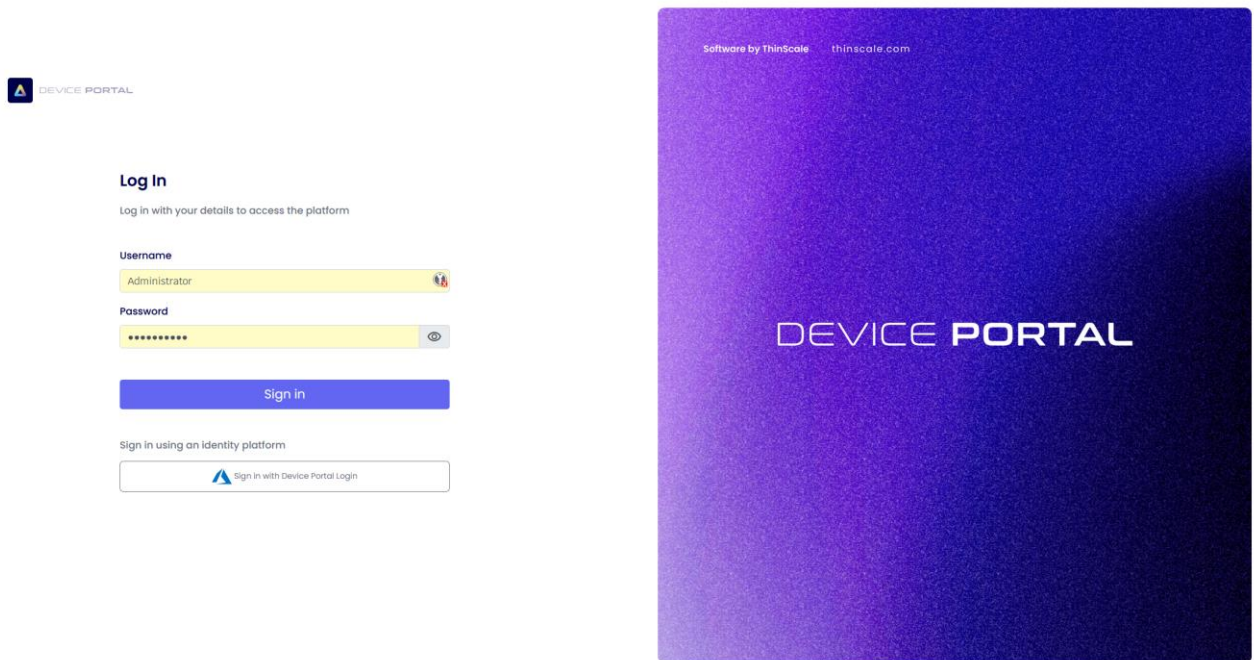 Software by ThinScale thinscale.com
DEVICE PORTAL
Log In
Log in with your details to access the platform
Username
Administrator
Password
••••••••••
Sign in
Sign in using an identity platform
Sign in with Device Portal Login
DEVICE PORTAL